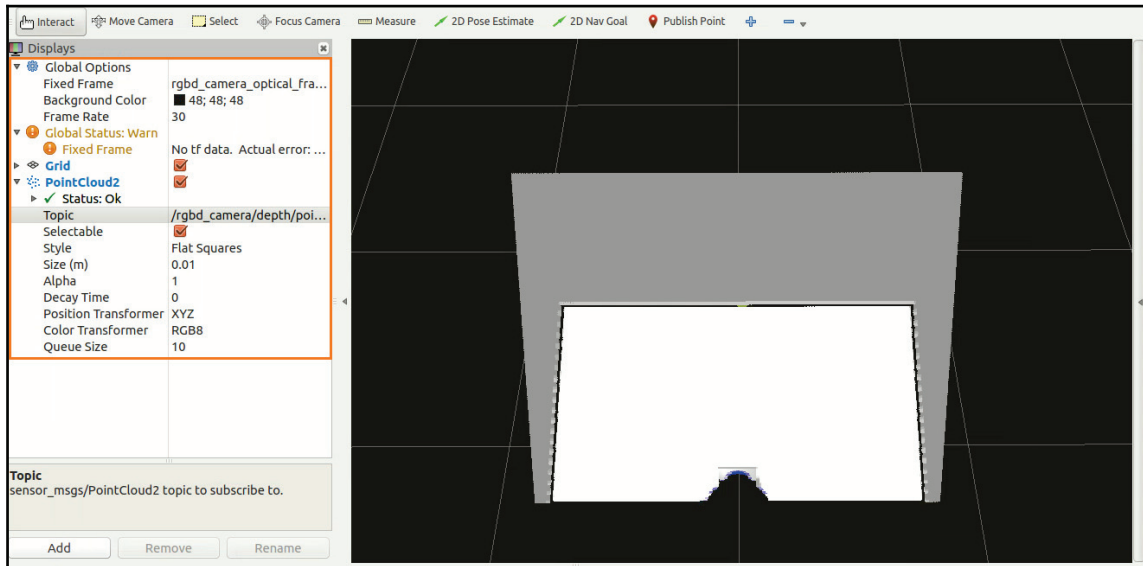 Interact Move Camera Select Focus Camera Measure 2D Pose Estimate 2D Nav Goal Publish Point
Displays
Global Options
Fixed Frame rgbd_camera_optical_fra...
Background Color 48; 48; 48
Frame Rate 30
Global Status: Warn
Fixed Frame No tf data. Actual error: ...
Grid
PointCloud2
Status: Ok
Topic /rgbd_camera/depth/poi...
Selectable
Style Flat Squares
Size (m) 0.01
Alpha 1
Decay Time 0
Position Transformer XYZ
Color Transformer RGB8
Queue Size 10
Topic
sensor_msgs/PointCloud2 topic to subscribe to.
Add Remove Rename